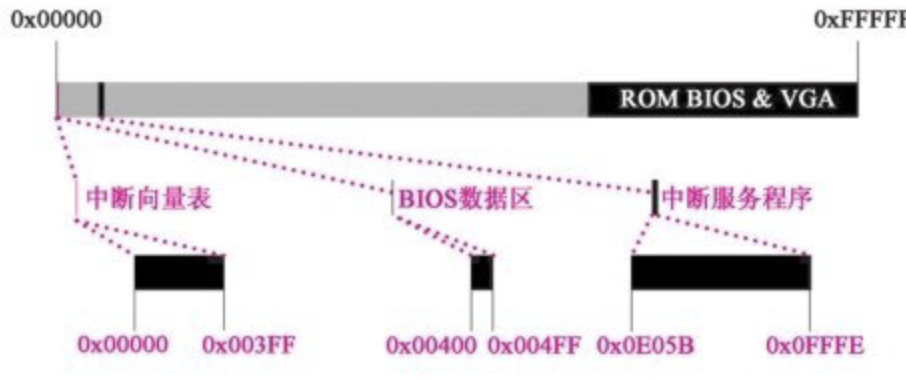 0x00000 0xFFFFF
ROM BIOS & VGA
中断向量表 BIOS数据区 中断服务程序
0x00000 0x003FF 0x00400 0x004FF 0x0E05B 0x0FFFE